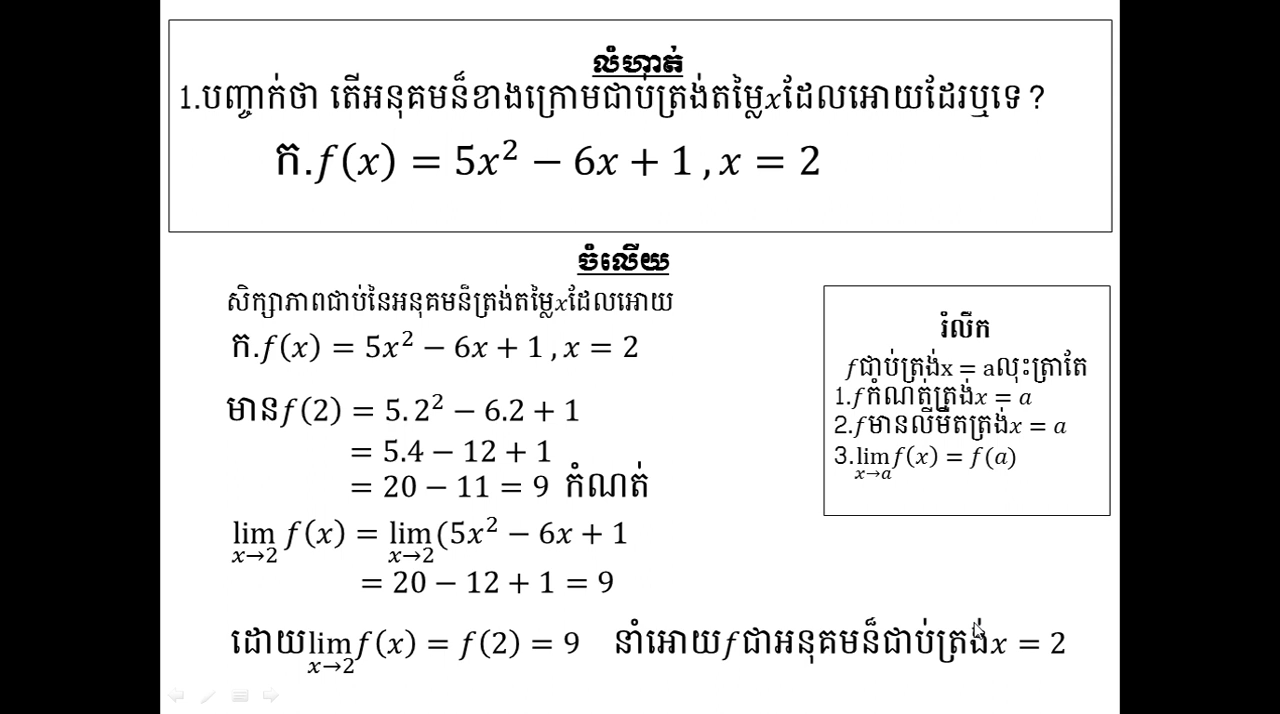 លំហាត់
1.បញ្ជាក់ថា តើអនុគមន៏ខាងក្រោមជាប់ត្រង់តម្លៃxដែលអោយដែរឬទេ ?
ក.f(x) = 5x² − 6x + 1 , x = 2
ចំលើយ
សិក្សាភាពជាប់នៃអនុគមន៏ត្រង់តម្លៃxដែលអោយ
ក.f(x) = 5x² − 6x + 1 , x = 2
មានf(2) = 5. 2² − 6.2 + 1
= 5.4 − 12 + 1
= 20 − 11 = 9 កំណត់
lim x→2 f(x) = lim x→2 (5x² − 6x + 1
= 20 − 12 + 1 = 9
ដោយlim x→2 f(x) = f(2) = 9 នាំអោយfជាអនុគមន៏ជាប់ត្រង់x = 2
រំលឹក
fជាប់ត្រង់x = aលុះត្រាតែ
1.fកំណត់ត្រង់x = a
2.fមានលីមីតត្រង់x = a
3.lim x→a f(x) = f(a)